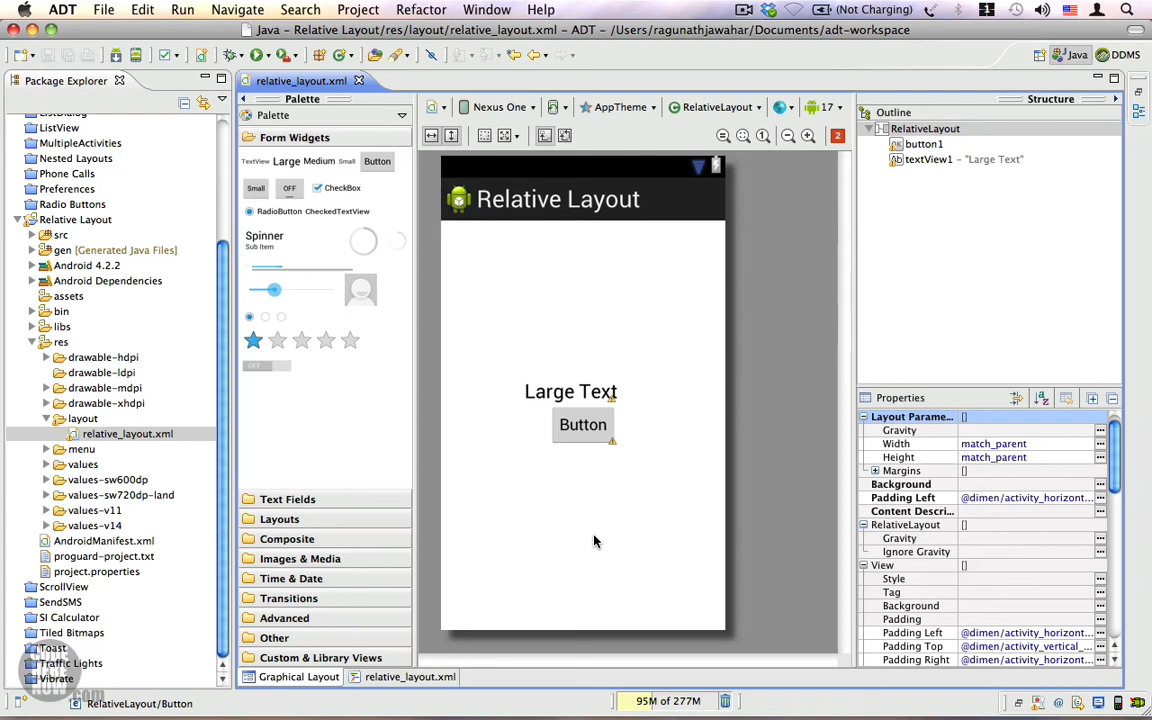 ADT File Edit Run Navigate Search Project Refactor Window Help (Not Charging)
Java - Relative Layout/res/layout/relative_layout.xml - ADT - /Users/ragunathjawahar/Documents/adt-workspace
Java DDMS
Package Explorer
ListDialog
ListView
MultipleActivities
Nested Layouts
Phone Calls
Preferences
Radio Buttons
Relative Layout
src
gen [Generated Java Files]
Android 4.2.2
Android Dependencies
assets
bin
libs
res
drawable-hdpi
drawable-ldpi
drawable-mdpi
drawable-xhdpi
layout
relative_layout.xml
menu
values
values-sw600dp
values-sw720dp-land
values-v11
values-v14
AndroidManifest.xml
proguard-project.txt
project.properties
ScrollView
SendSMS
SI Calculator
Tiled Bitmaps
Toast
Traffic Lights
Vibrate
relative_layout.xml
Palette
Palette
Form Widgets
TextView Large Medium Small Button
Small OFF CheckBox
RadioButton CheckedTextView
Spinner
Sub Item
OFF
Text Fields
Layouts
Composite
Images & Media
Time & Date
Transitions
Advanced
Other
Custom & Library Views
Graphical Layout relative_layout.xml
Nexus One AppTheme RelativeLayout 17
1 2
Relative Layout
Large Text
Button
Structure
Outline
RelativeLayout
button1
textView1 - "Large Text"
Properties
Layout Parame... []
Gravity
Width match_parent
Height match_parent
Margins []
Background
Padding Left @dimen/activity_horizont...
Content Descri...
RelativeLayout []
Gravity
Ignore Gravity
View []
Style
Tag
Background
Padding
Padding Left @dimen/activity_horizont...
Padding Top @dimen/activity_vertical_...
Padding Right @dimen/activity_horizont...
RelativeLayout/Button
95M of 277M